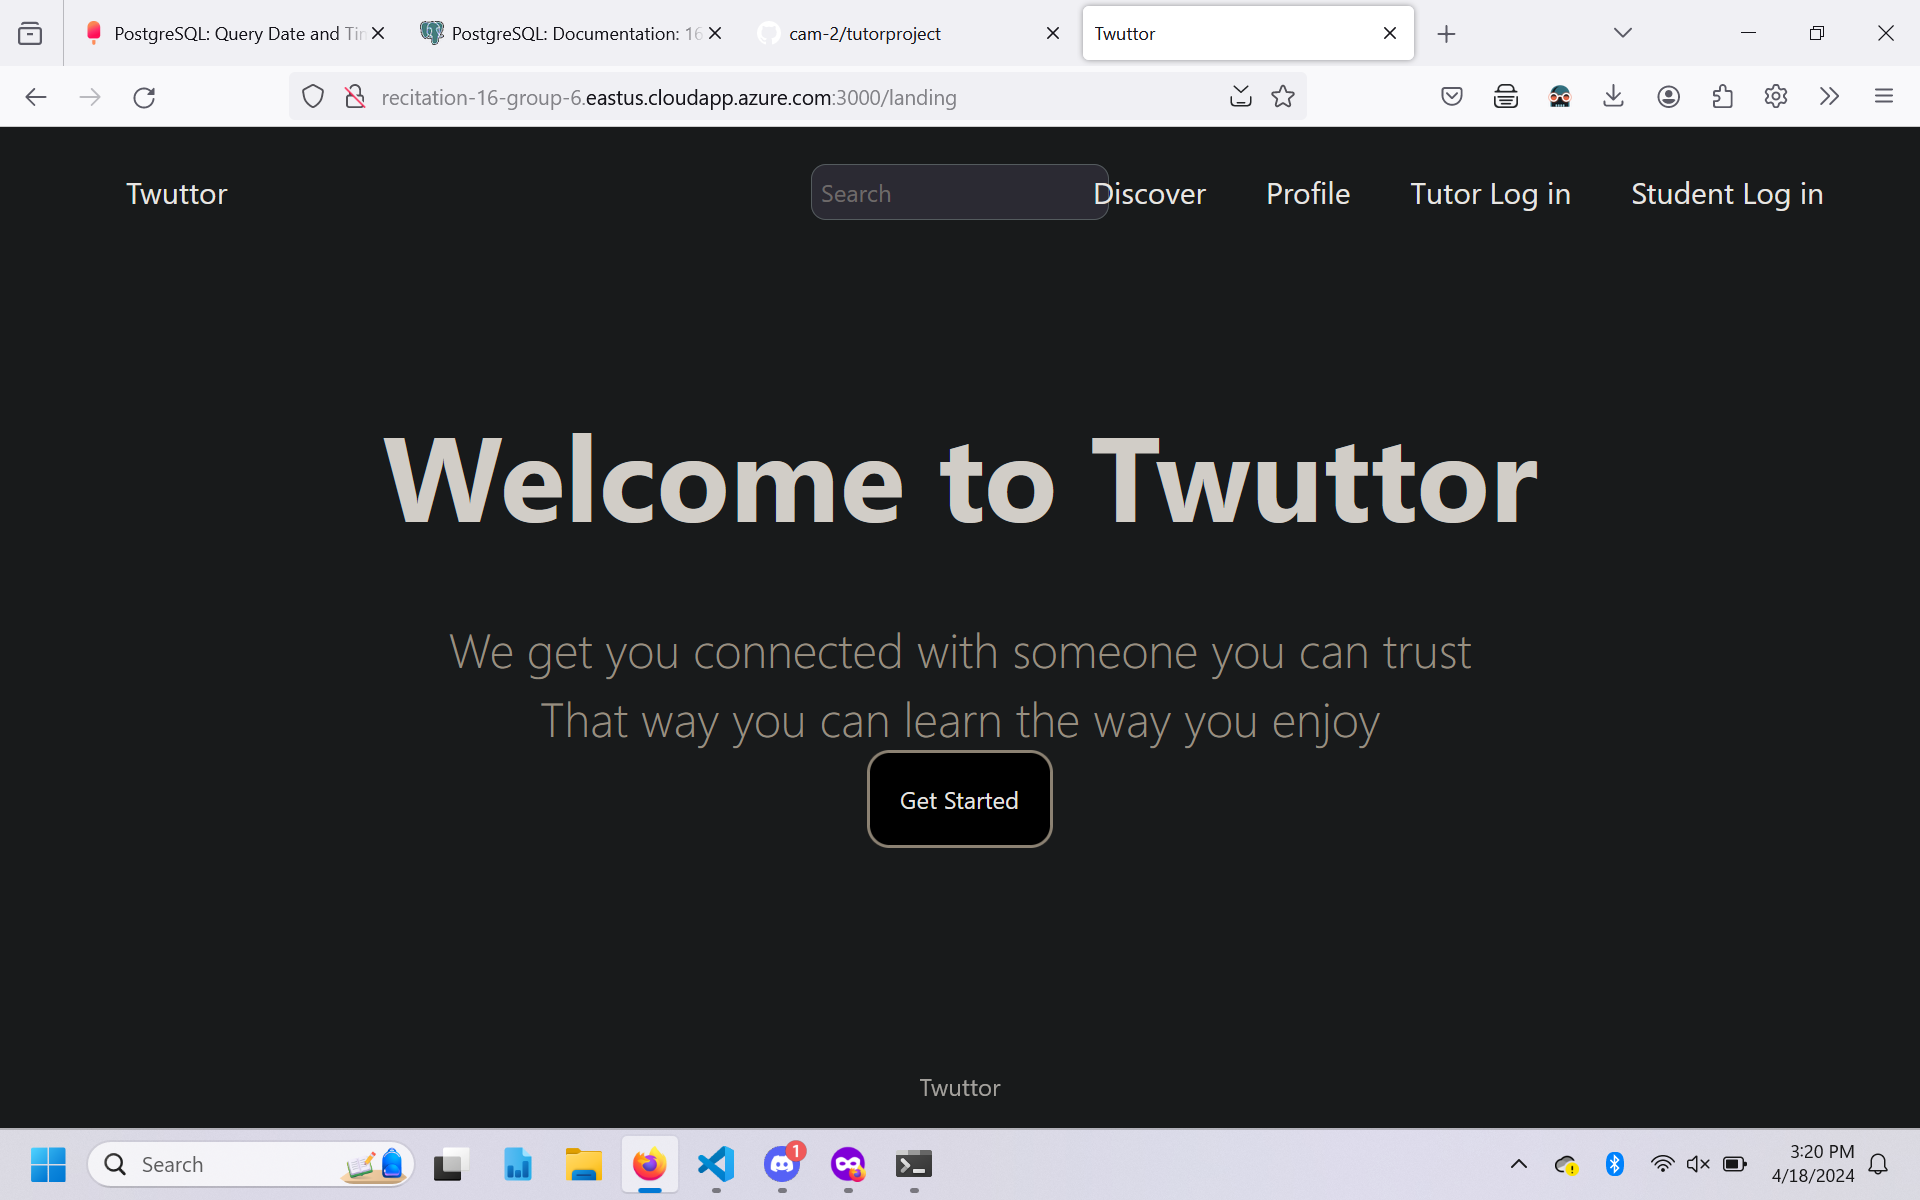 PostgreSQL: Query Date and Tin
PostgreSQL: Documentation: 16
cam-2/tutorproject
Twuttor
recitation-16-group-6.eastus.cloudapp.azure.com:3000/landing
Twuttor
Search
Discover
Profile
Tutor Log in
Student Log in
Welcome to Twuttor
We get you connected with someone you can trust
That way you can learn the way you enjoy
Get Started
Twuttor
Search
1
3:20 PM
4/18/2024